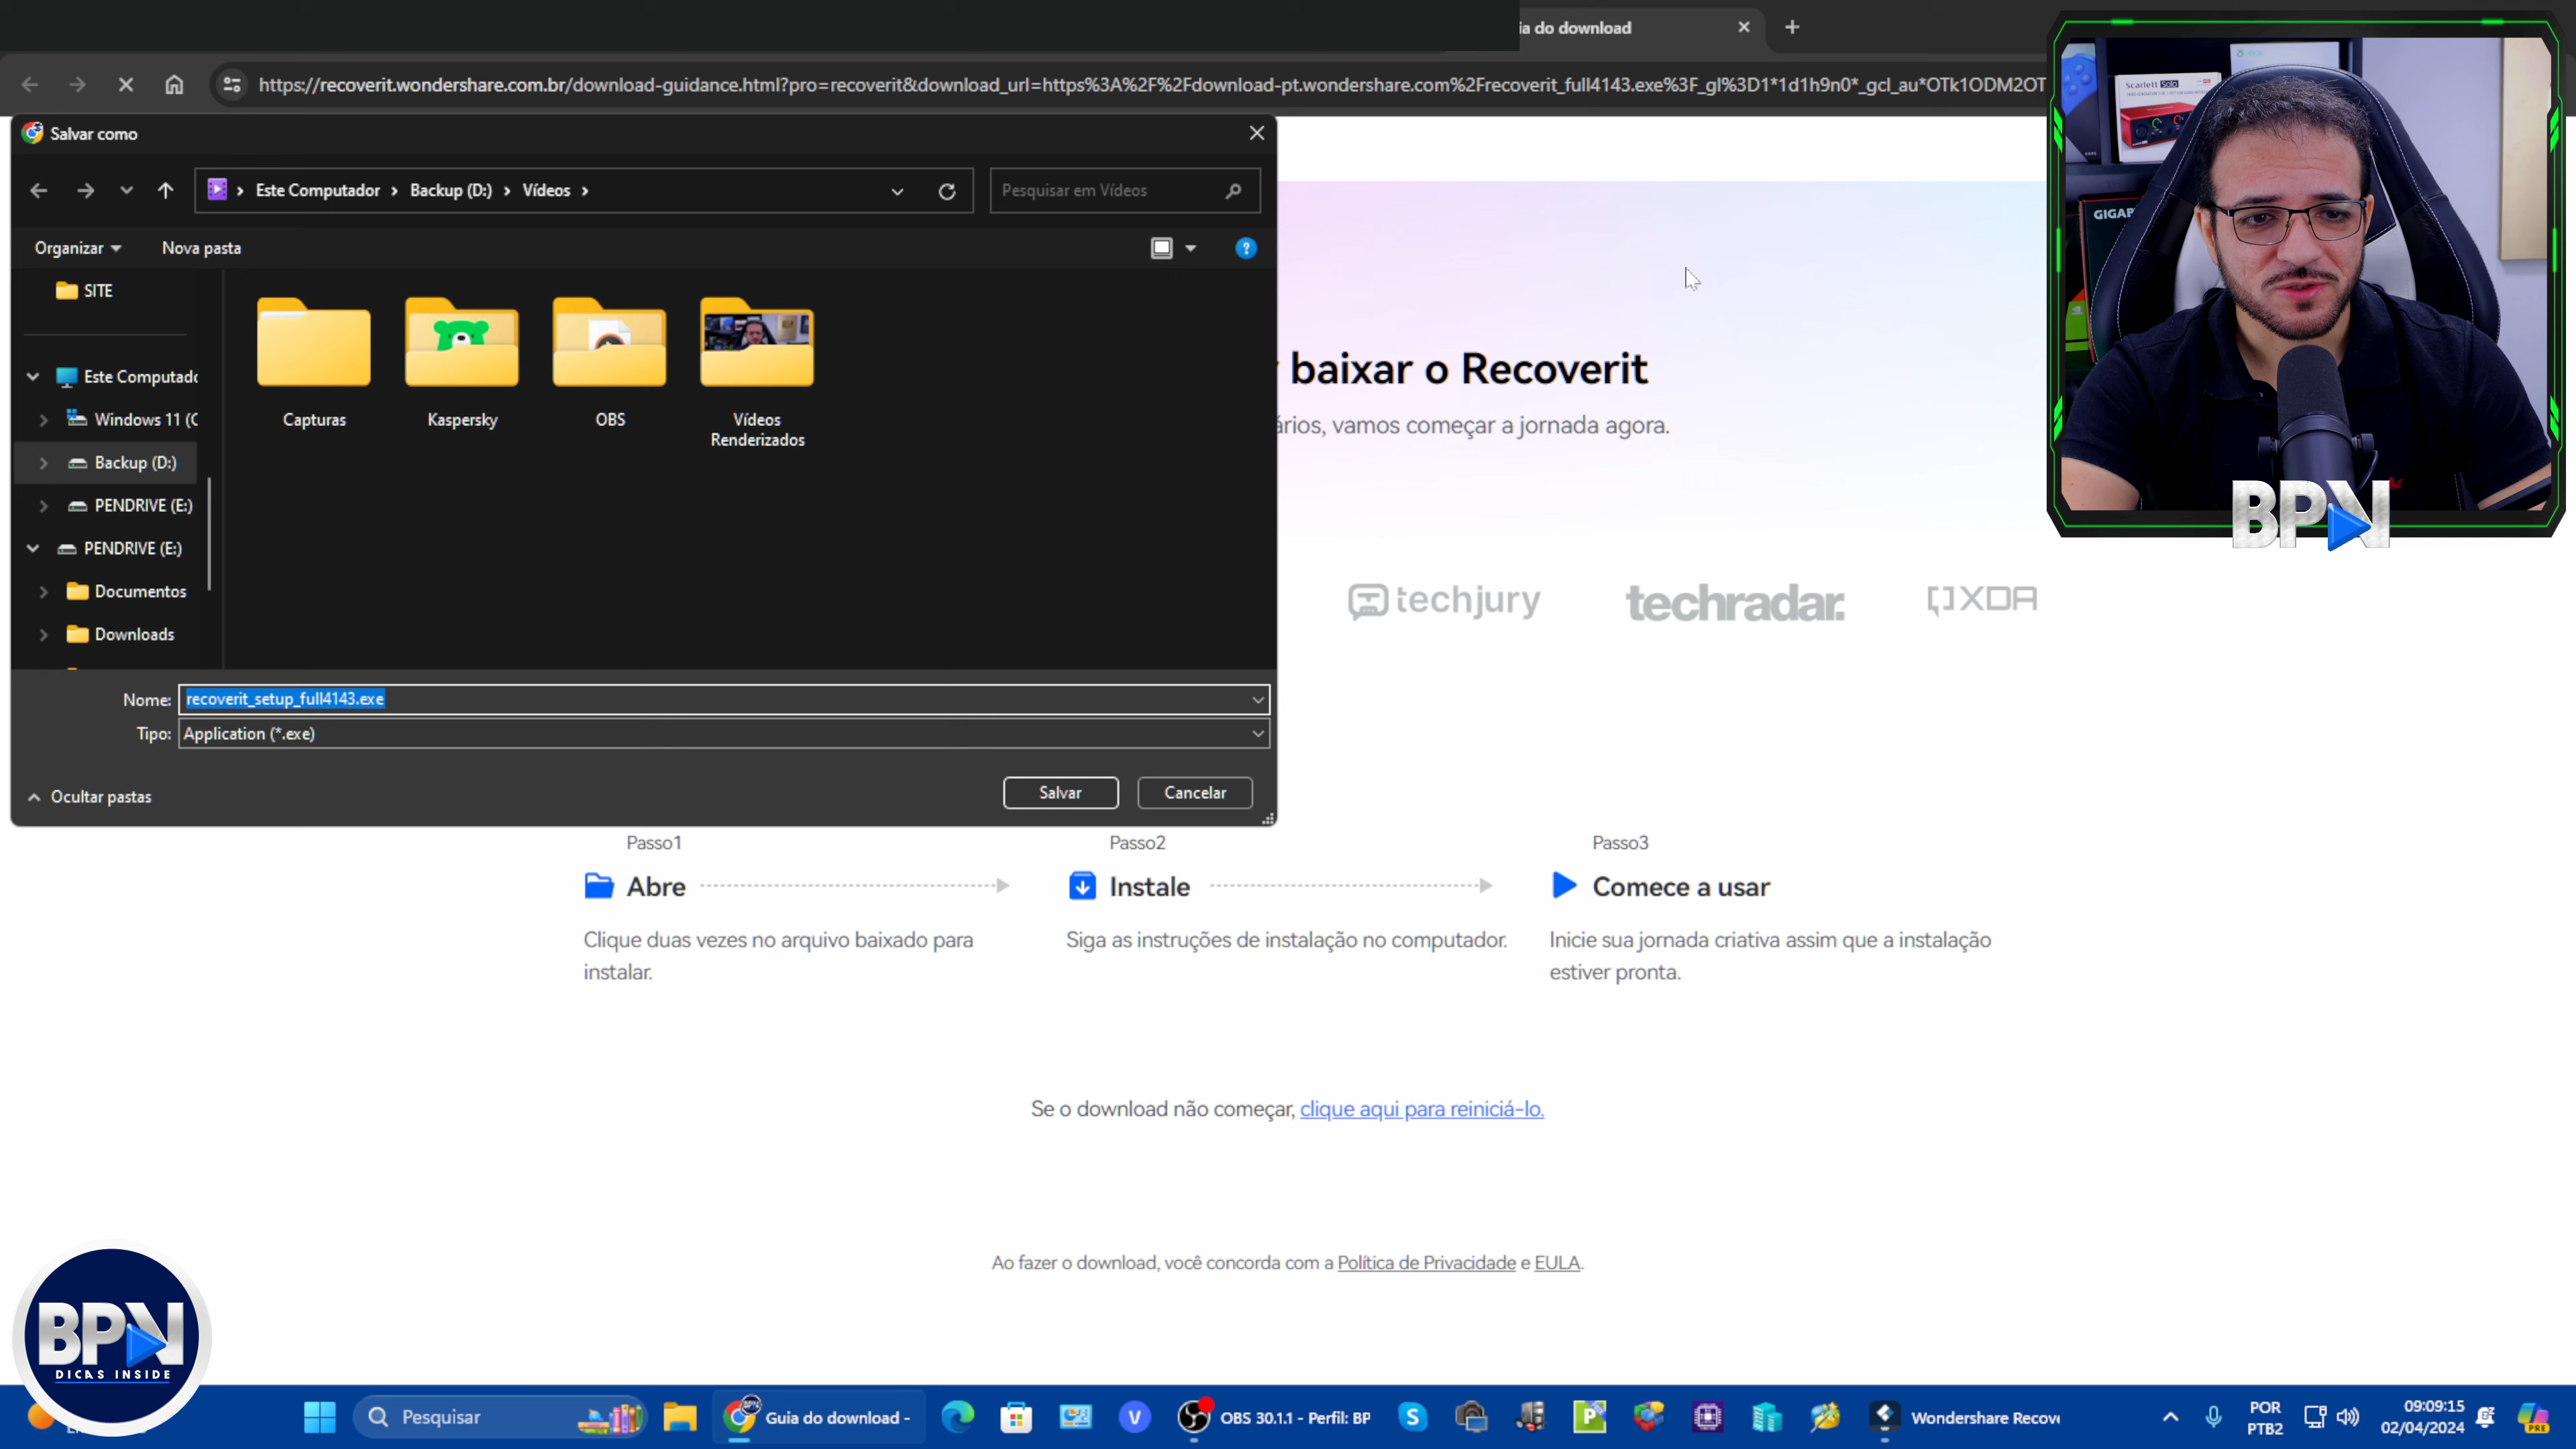 ia do download
https://recoverit.wondershare.com.br/download-guidance.html?pro=recoverit&download_url=https%3A%2F%2Fdownload-pt.wondershare.com%2Frecoverit_full4143.exe%3F_gl%3D1*1d1h9n0*_gcl_au*OTk1ODM2OT
Salvar como
Este Computador > Backup (D:) > Vídeos >
Pesquisar em Vídeos
Organizar
Nova pasta
SITE
Este Computado
Windows 11 (C
Backup (D:)
PENDRIVE (E:)
PENDRIVE (E:)
Documentos
Downloads
Capturas
Kaspersky
OBS
Vídeos
Renderizados
Nome: recoverit_setup_full4143.exe
Tipo: Application (*.exe)
Ocultar pastas
Salvar
Cancelar
baixar o Recoverit
ários, vamos começar a jornada agora.
techjury
techradar.
XDA
Scarlett Solo
XBOX
GIGAB
BPN
Passo1
Abre
Clique duas vezes no arquivo baixado para
instalar.
Passo2
Instale
Siga as instruções de instalação no computador.
Passo3
Comece a usar
Inicie sua jornada criativa assim que a instalação
estiver pronta.
Se o download não começar, clique aqui para reiniciá-lo.
Ao fazer o download, você concorda com a Política de Privacidade e EULA.
BPN
DICAS INSIDE
Pesquisar
Guia do download -
OBS 30.1.1 - Perfil: BP
Wondershare Recov
POR
PTB2
09:09:15
02/04/2024
PRE